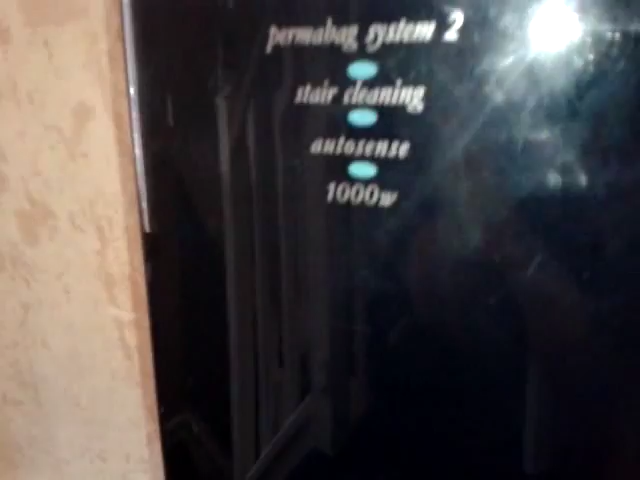 permabag system 2
stair cleaning
autosense
1000w